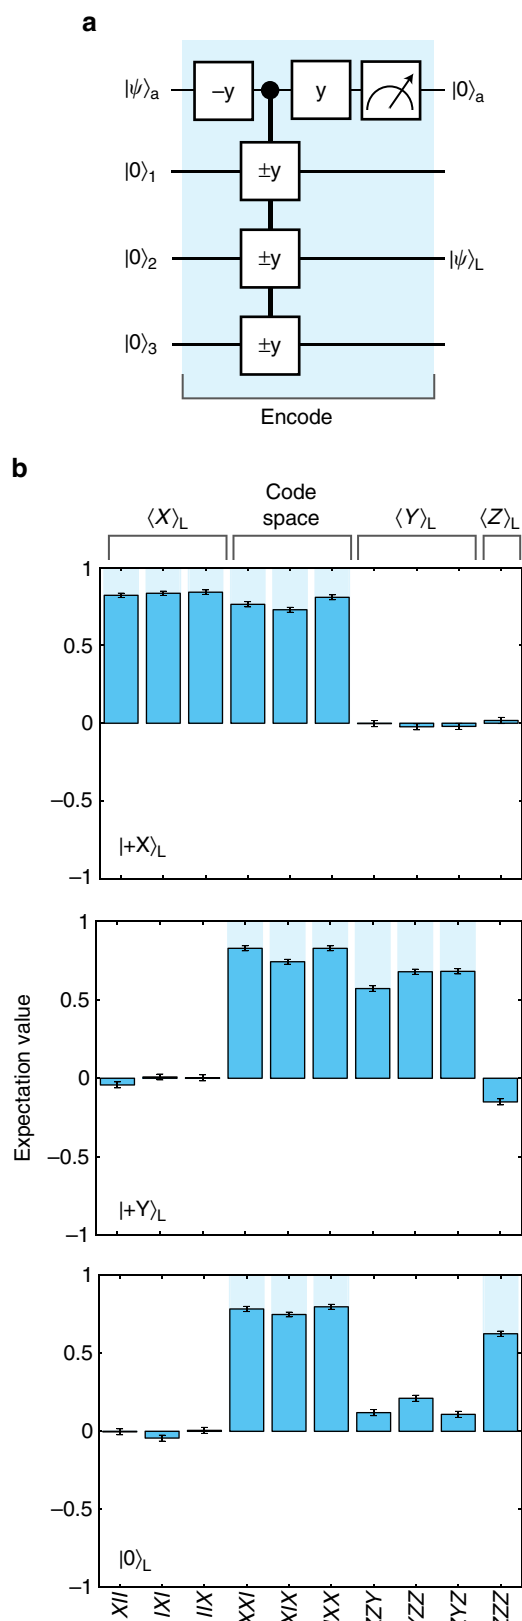 a
|ψ⟩a –y y |0⟩a
|0⟩1 ±y
|0⟩2 ±y |ψ⟩L
|0⟩3 ±y
Encode
b
⟨X⟩L Code space ⟨Y⟩L ⟨Z⟩L
1
0.5
0
–0.5
–1
|+X⟩L
1
0.5
0
–0.5
–1
|+Y⟩L
Expectation value
1
0.5
0
–0.5
–1
|0⟩L
XII IXI IIX XXI XIX IXX ZZY YZZ ZYZ ZZZ